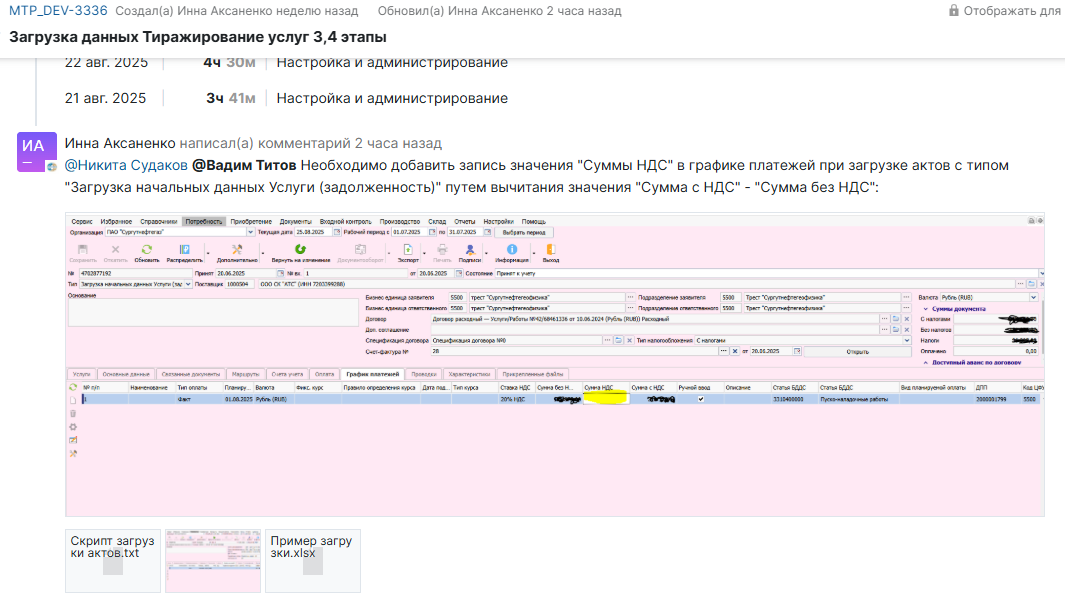 MTP_DEV-3336 Создал(а) Инна Аксаненко неделю назад Обновил(а) Инна Аксаненко 2 часа назад Отображать для
Загрузка данных Тиражирование услуг 3,4 этапы
22 авг. 2025 4ч 30м Настройка и администрирование
21 авг. 2025 3ч 41м Настройка и администрирование
ИА
Инна Аксаненко написал(а) комментарий 2 часа назад
@Никита Судаков @Вадим Титов Необходимо добавить запись значения "Суммы НДС" в графике платежей при загрузке актов с типом
"Загрузка начальных данных Услуги (задолженность)" путем вычитания значения "Сумма с НДС" - "Сумма без НДС":
Сервис Избранное Справочники Потребность Приобретение Документы Входной контроль Производство Склад Отчеты Настройки Помощь
Организация ПАО "Сургутнефтегаз" Текущая дата 25.08.2025 Рабочий период с 01.07.2025 по 31.07.2025 Выбрать период
Сохранить Откатить Обновить Распределить Дополнительно Вернуть на изменение Документооборот Экспорт Печать Подписи Информация Выход
№ 4702877192 Принят 20.06.2025 № вх. 1 от 20.06.2025 Состояние Принят к учету
Тип Загрузка начальных данных Услуги (зад Поставщик 1000504 ООО СК "АТС" (ИНН 7203399288)
Основание
Бизнес единица заявителя 5500 трест "Сургутнефтегеофизика" Подразделение заявителя 5500 Трест "Сургутнефтегеофизика" Валюта Рубль (RUB)
Бизнес единица ответственного 5500 трест "Сургутнефтегеофизика" Подразделение ответственного 5500 Трест "Сургутнефтегеофизика" Суммы документа
Договор Договор расходный — Услуги/Работы №42/68461336 от 10.06.2024 (Рубль (RUB)) Расходный С налогами
Доп. соглашение Без налогов
Спецификация договора Спецификация договора №0 Тип налогообложения С налогами Налоги
Счет-фактура № 28 от 20.06.2025 Открыть Оплачено 0,00
Доступный аванс по договору
Услуги Основные данные Связанные документы Маршруты Счета учета Оплата График платежей Проводки Характеристики Прикрепленные файлы
№ п/п Наименование Тип оплаты Планиру... Валюта Фикс. курс Правило определения курса Дата под... Тип курса Ставка НДС Сумма без Н... Сумма НДС Сумма с НДС Ручной ввод Описание Статья БДДС Статья БДДС Вид планируемой оплаты ДПП Код ЦФ
1 Факт 01.08.2025 Рубль (RUB) 20% НДС 3310400000 Пуско-наладочные работы 2000001799 5500
Скрипт загруз
ки актов.txt
Пример загру
зки.xlsx